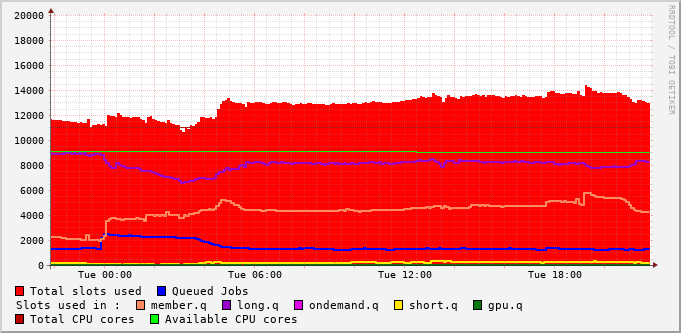 20000
18000
16000
14000
12000
10000
8000
6000
4000
2000
0
Tue 00:00 Tue 06:00 Tue 12:00 Tue 18:00
Total slots used Queued Jobs
Slots used in : member.q long.q ondemand.q short.q gpu.q
Total CPU cores Available CPU cores
RRDTOOL / TOBI OETIKER